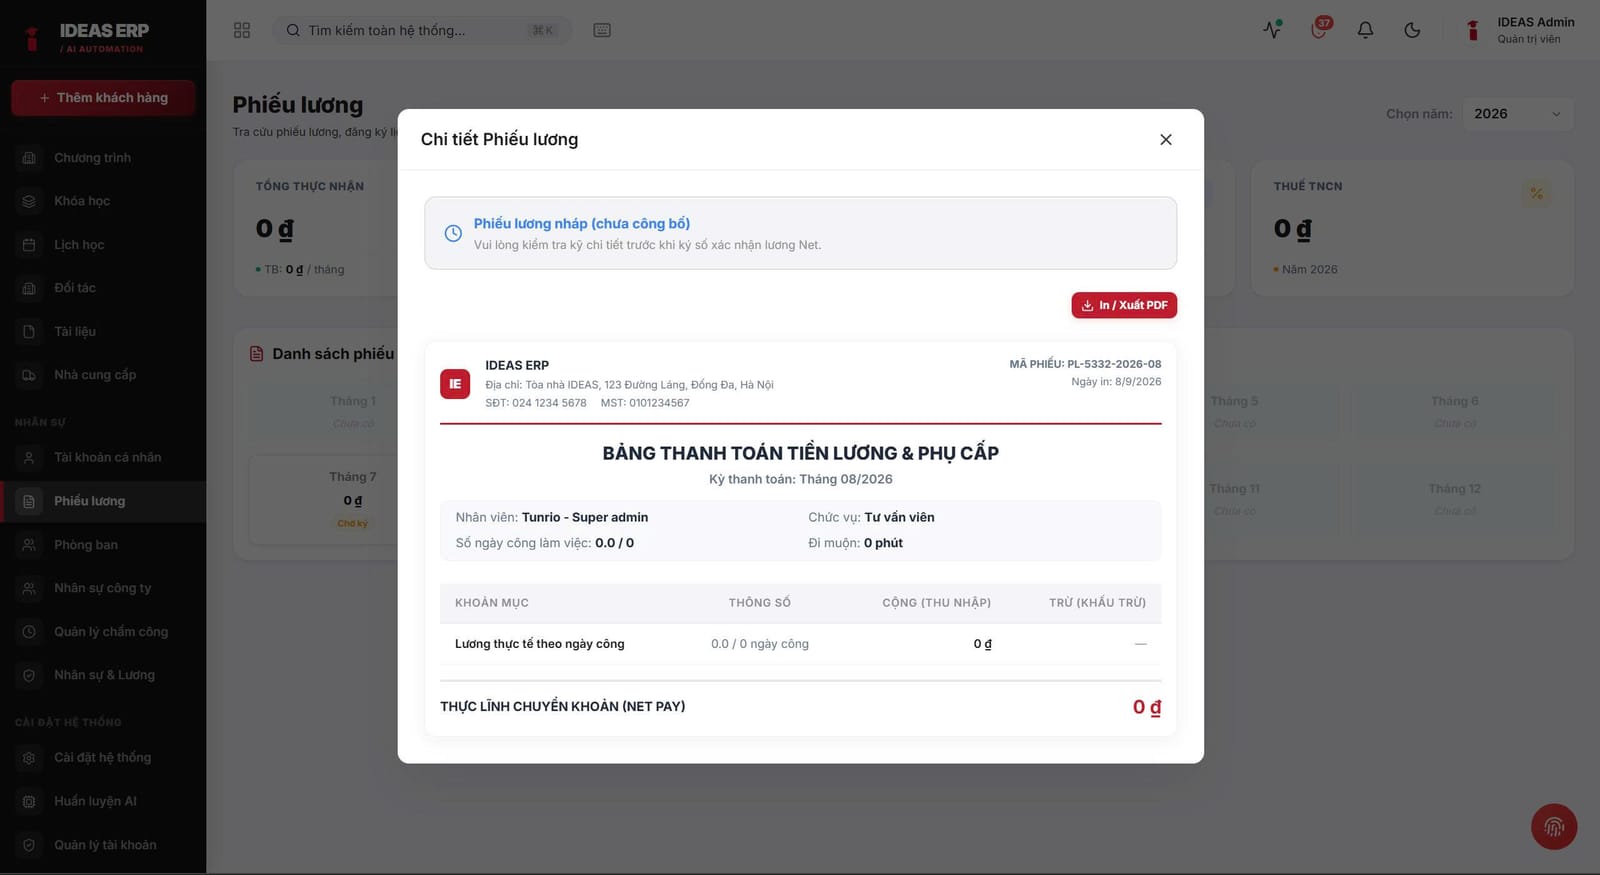 IDEAS ERP
/ AI AUTOMATION
Tìm kiếm toàn hệ thống...
⌘K
37
IDEAS Admin
Quản trị viên
+ Thêm khách hàng
Chương trình
Khóa học
Lịch học
Đối tác
Tài liệu
Nhà cung cấp
NHÂN SỰ
Tài khoản cá nhân
Phiếu lương
Phòng ban
Nhân sự công ty
Quản lý chấm công
Nhân sự & Lương
CÀI ĐẶT HỆ THỐNG
Cài đặt hệ thống
Huấn luyện AI
Quản lý tài khoản
Phiếu lương
Tra cứu phiếu lương, đăng ký
Chọn năm:
2026
TỔNG THỰC NHẬN
0 ₫
TB: 0 ₫ / tháng
THUẾ TNCN
0 ₫
Năm 2026
%
Danh sách phiếu
Tháng 1
Chưa có
Tháng 5
Chưa có
Tháng 6
Chưa có
Tháng 7
0 ₫
Chờ ký
Tháng 11
Chưa có
Tháng 12
Chưa có
Chi tiết Phiếu lương
Phiếu lương nháp (chưa công bố)
Vui lòng kiểm tra kỹ chi tiết trước khi ký số xác nhận lương Net.
In / Xuất PDF
IE
IDEAS ERP
Địa chỉ: Tòa nhà IDEAS, 123 Đường Láng, Đống Đa, Hà Nội
SĐT: 024 1234 5678 MST: 0101234567
MÃ PHIẾU: PL-5332-2026-08
Ngày in: 8/9/2026
BẢNG THANH TOÁN TIỀN LƯƠNG & PHỤ CẤP
Kỳ thanh toán: Tháng 08/2026
Nhân viên: Tunrio - Super admin
Chức vụ: Tư vấn viên
Số ngày công làm việc: 0.0 / 0
Đi muộn: 0 phút
KHOẢN MỤC THÔNG SỐ CỘNG (THU NHẬP) TRỪ (KHẤU TRỪ)
Lương thực tế theo ngày công 0.0 / 0 ngày công 0 ₫ —
THỰC LĨNH CHUYỂN KHOẢN (NET PAY) 0 ₫